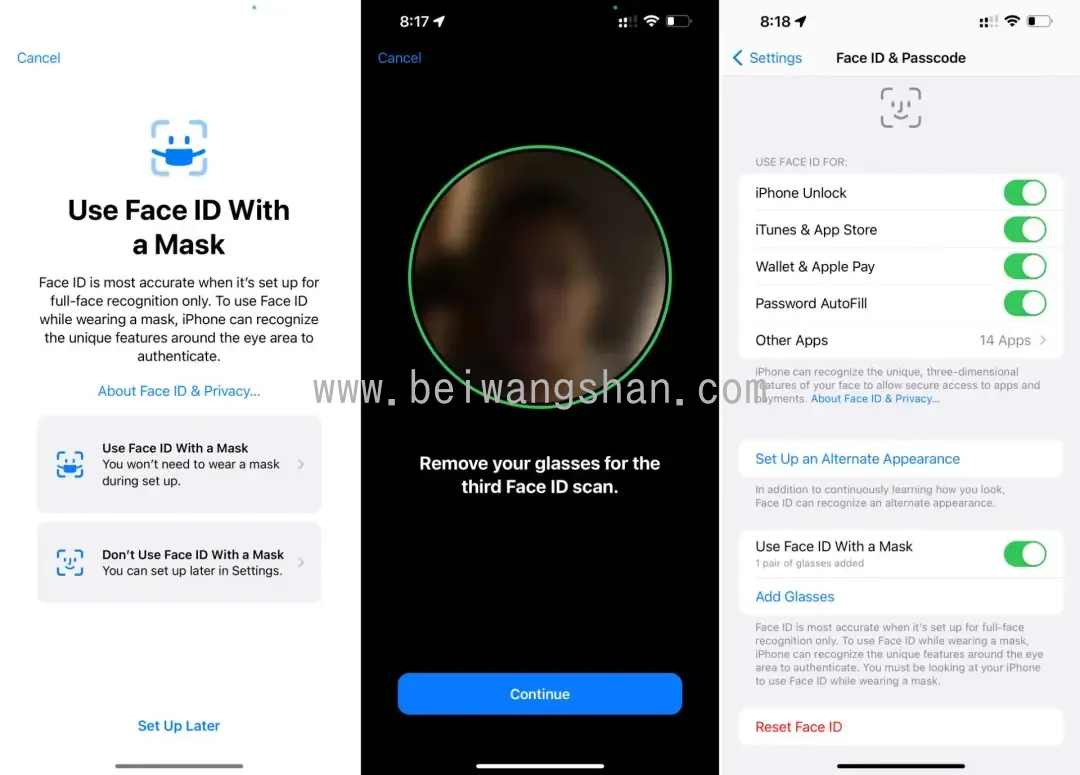 Cancel
Use Face ID With
a Mask
Face ID is most accurate when it's set up for
full-face recognition only. To use Face ID
while wearing a mask, iPhone can recognize
the unique features around the eye area to
authenticate.
About Face ID & Privacy...
Use Face ID With a Mask
You won't need to wear a mask
during set up.
Don't Use Face ID With a Mask
You can set up later in Settings.
Set Up Later
8:17
Cancel
Remove your glasses for the
third Face ID scan.
Continue
8:18
Settings
Face ID & Passcode
USE FACE ID FOR:
iPhone Unlock
iTunes & App Store
Wallet & Apple Pay
Password AutoFill
Other Apps
14 Apps
iPhone can recognize the unique, three-dimensional
features of your face to allow secure access to apps and
payments. About Face ID & Privacy...
Set Up an Alternate Appearance
In addition to continuously learning how you look,
Face ID can recognize an alternate appearance.
Use Face ID With a Mask
1 pair of glasses added
Add Glasses
Face ID is most accurate when it's set up for full-face
recognition only. To use Face ID while wearing a mask,
iPhone can recognize the unique features around the eye
area to authenticate. You must be looking at your iPhone
to use Face ID while wearing a mask.
Reset Face ID
www.beiwangshan.com